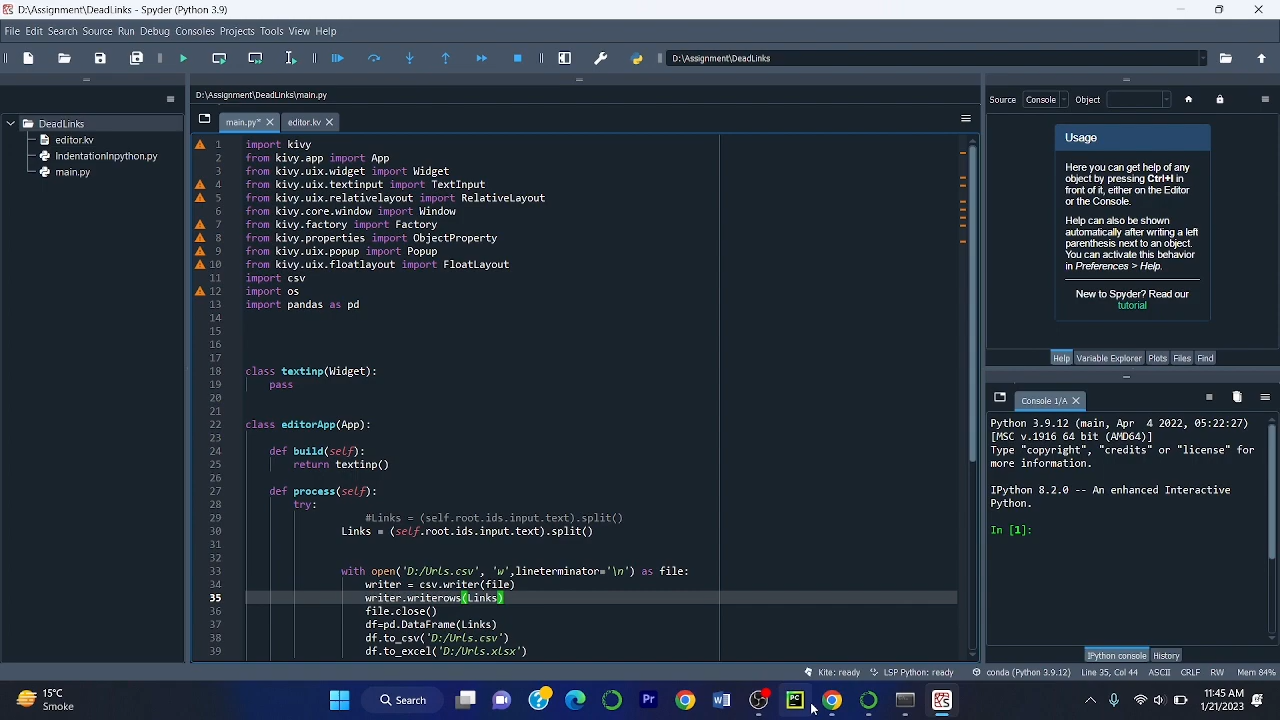 D:\Assignment\DeadLinks - Spyder (Python 3.9)
File Edit Search Source Run Debug Consoles Projects Tools View Help
D:\Assignment\DeadLinks
D:\Assignment\DeadLinks\main.py
main.py* editor.kv
DeadLinks
editor.kv
IndentationInpython.py
main.py
1 import kivy
2 from kivy.app import App
3 from kivy.uix.widget import Widget
4 from kivy.uix.textinput import TextInput
5 from kivy.uix.relativelayout import RelativeLayout
6 from kivy.core.window import Window
7 from kivy.factory import Factory
8 from kivy.properties import ObjectProperty
9 from kivy.uix.popup import Popup
10 from kivy.uix.floatlayout import FloatLayout
11 import csv
12 import os
13 import pandas as pd
14
15
16
17
18 class textinp(Widget):
19 pass
20
21
22 class editorApp(App):
23
24 def build(self):
25 return textinp()
26
27 def process(self):
28 try:
29 #Links = (self.root.ids.input.text).split()
30 Links = (self.root.ids.input.text).split()
31
32
33 with open('D:/Urls.csv', 'w',lineterminator='\n') as file:
34 writer = csv.writer(file)
35 writer.writerows(Links)
36 file.close()
37 df=pd.DataFrame(Links)
38 df.to_csv('D:/Urls.csv')
39 df.to_excel('D:/Urls.xlsx')
Source Console Object
Usage
Here you can get help of any
object by pressing Ctrl+I in
front of it, either on the Editor
or the Console.
Help can also be shown
automatically after writing a left
parenthesis next to an object.
You can activate this behavior
in Preferences > Help.
New to Spyder? Read our
tutorial
Help Variable Explorer Plots Files Find
Console 1/A
Python 3.9.12 (main, Apr 4 2022, 05:22:27)
[MSC v.1916 64 bit (AMD64)]
Type "copyright", "credits" or "license" for
more information.
IPython 8.2.0 -- An enhanced Interactive
Python.
In [1]:
IPython console History
Kite: ready LSP Python: ready conda (Python 3.9.12) Line 35, Col 44 ASCII CRLF RW Mem 84%
15°C
Smoke
Search
Pr
PC
11:45 AM
1/21/2023